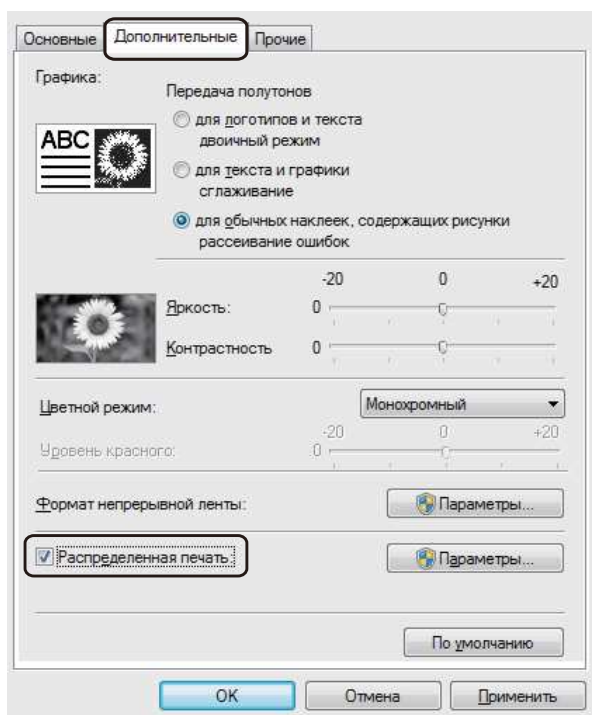 Основные Дополнительные Прочие
Графика:
Передача полутонов
ABC
для логотипов и текста
двоичный режим
для текста и графики
сглаживание
для обычных наклеек, содержащих рисунки
рассеивание ошибок
-20 0 +20
Яркость: 0
Контрастность 0
Цветной режим: Монохромный
-20 0 +20
Уровень красного: 0
Формат непрерывной ленты: Параметры...
Распределенная печать: Параметры...
По умолчанию
OK Отмена Применить